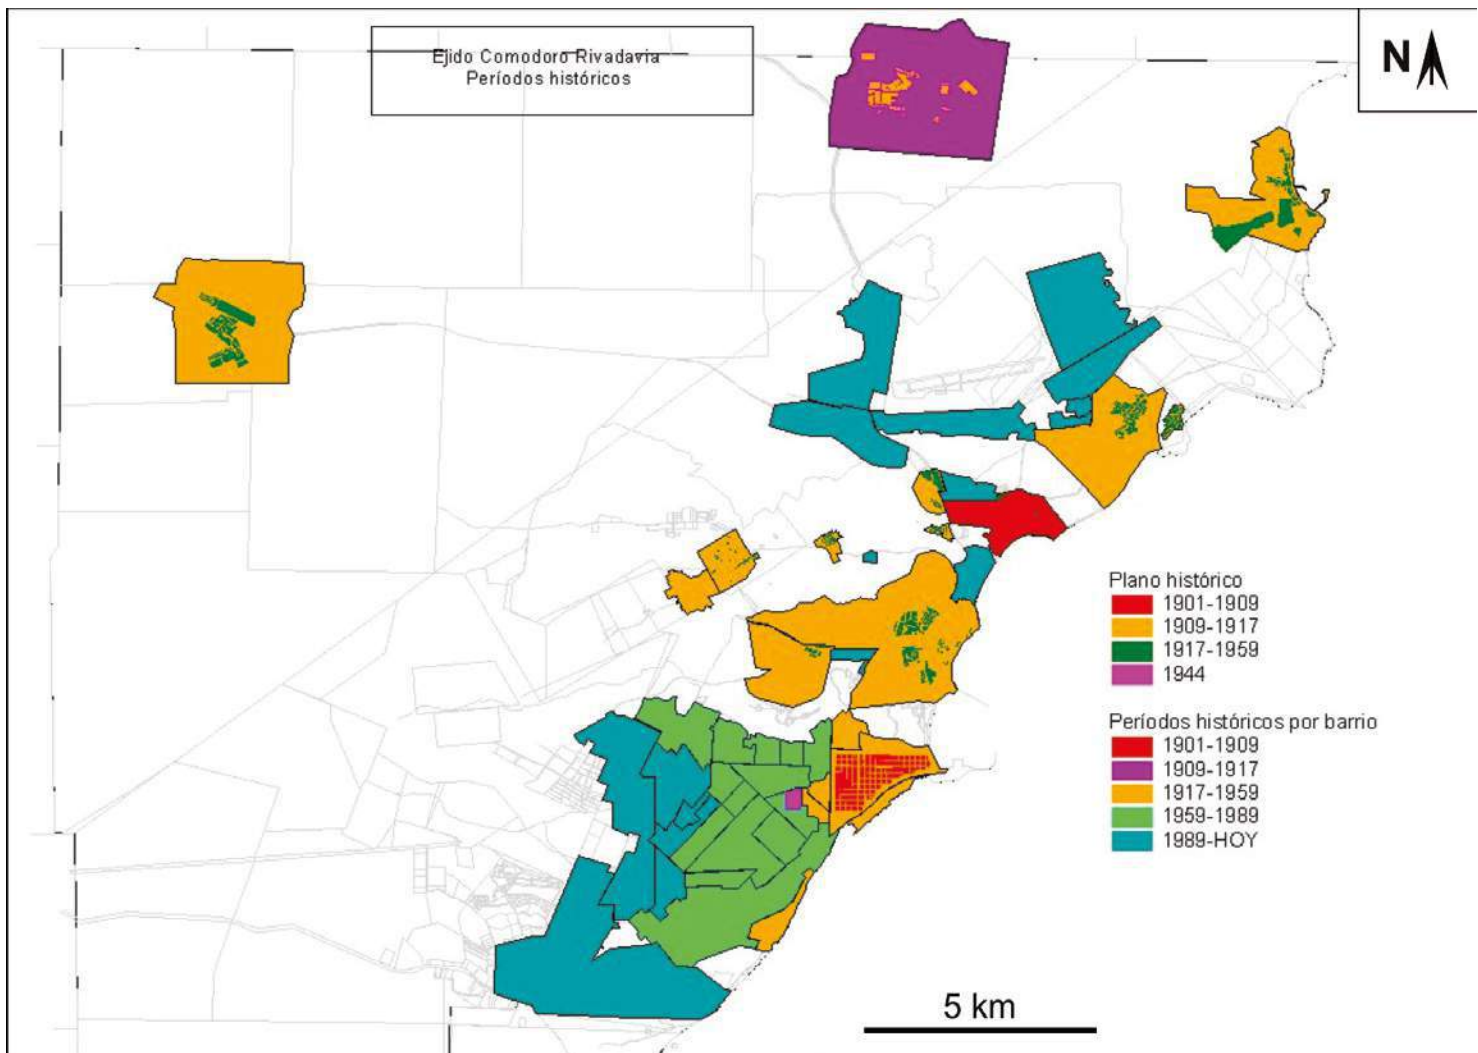 Ejido Comodoro Rivadavia
Períodos históricos
N
Plano histórico
1901-1909
1909-1917
1917-1959
1944
Períodos históricos por barrio
1901-1909
1909-1917
1917-1959
1959-1989
1989-HOY
5 km